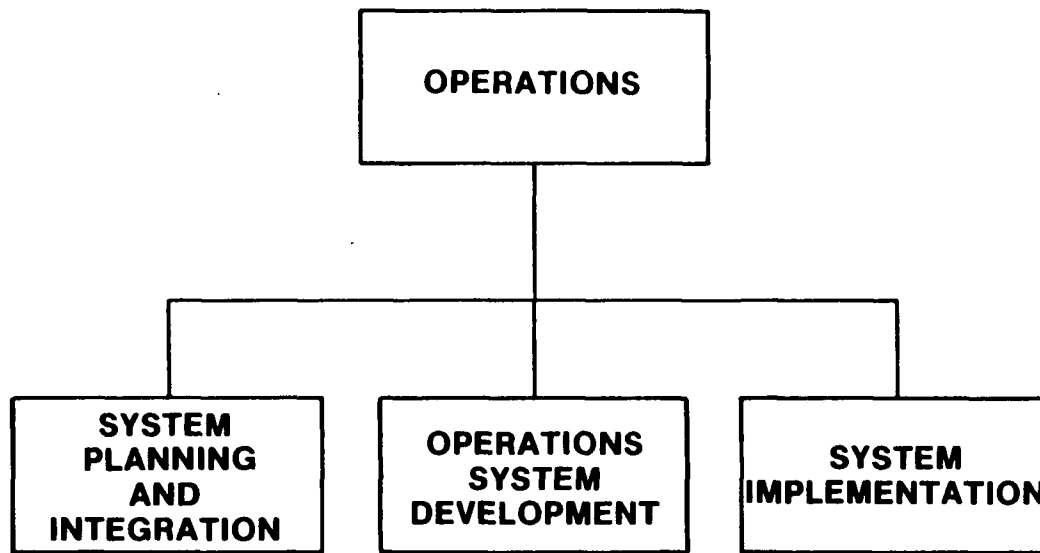 OPERATIONS
SYSTEM
PLANNING
AND
INTEGRATION
OPERATIONS
SYSTEM
DEVELOPMENT
SYSTEM
IMPLEMENTATION